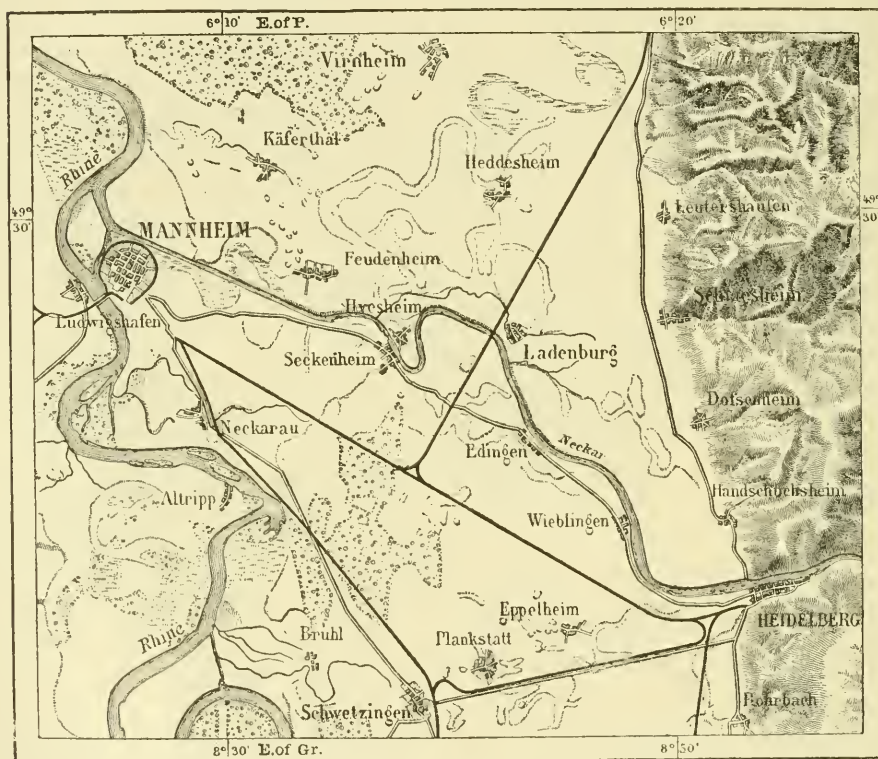 6° 10' E. of P.
6° 20'
Virnheim
Käferthal
Heddesheim
Rhine
49°
30'
49°
30'
MANNHEIM
Leutershausen
Feudenheim
Ilvesheim
Schriesheim
Ludwigshafen
Seckenheim
Ladenburg
Dossenheim
Neckarau
Edingen
Neckar
Altripp
Handschuchsheim
Wieblingen
Eppelheim
HEIDELBERG
Rhine
Bruhl
Plankstatt
Schwetzingen
Rohrbach
8° 30' E. of Gr.
8° 50'